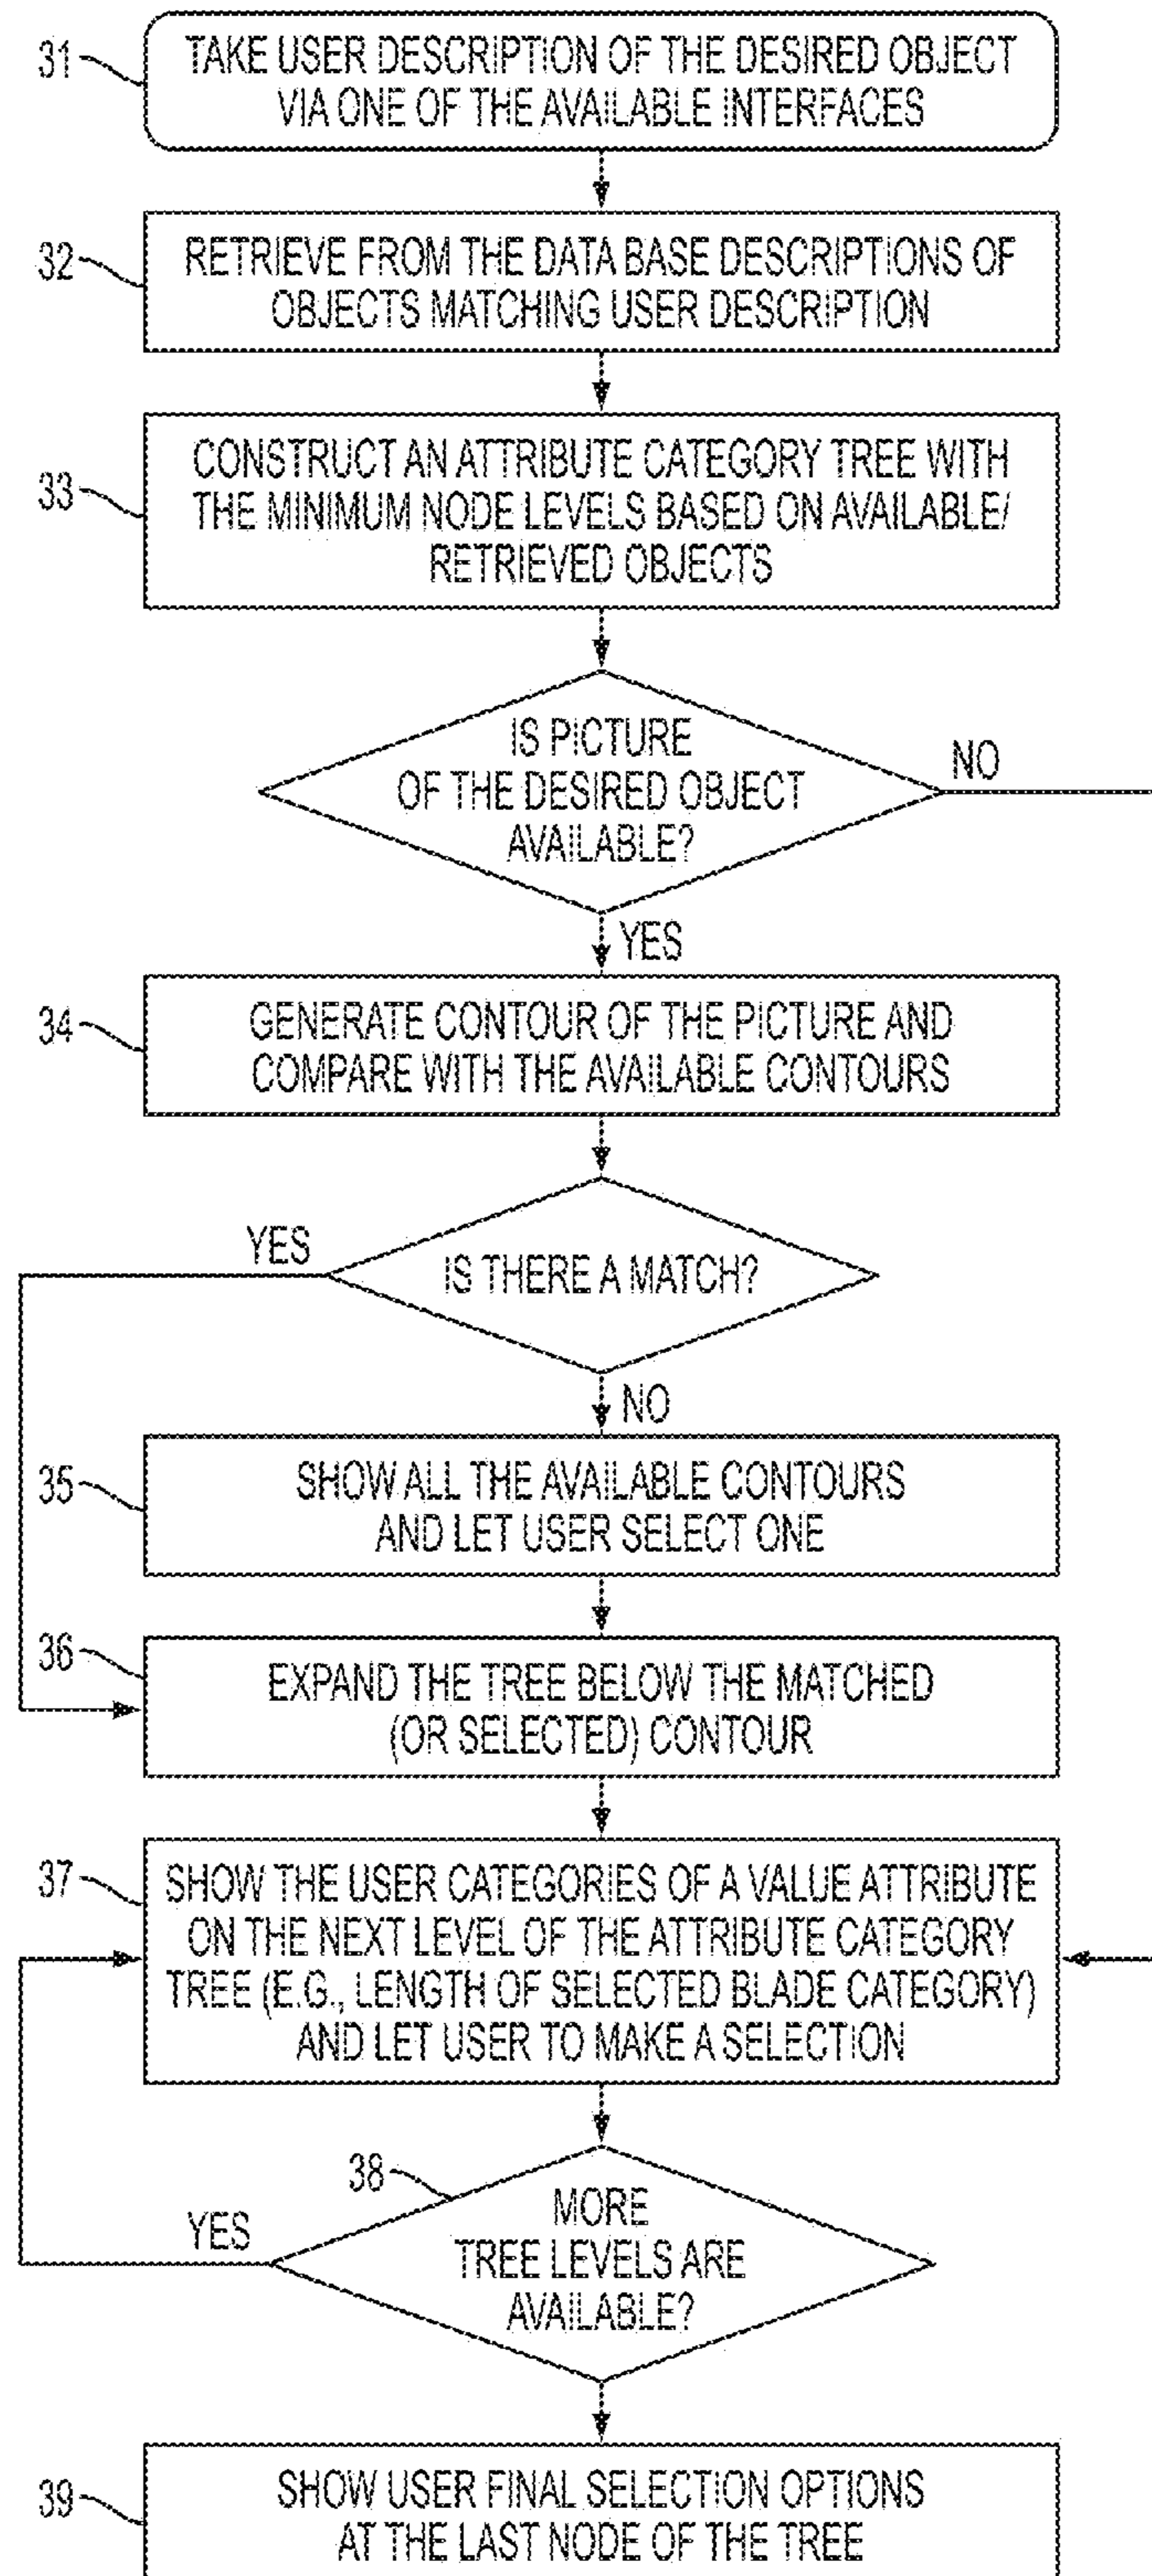 31
TAKE USER DESCRIPTION OF THE DESIRED OBJECT
VIA ONE OF THE AVAILABLE INTERFACES
32
RETRIEVE FROM THE DATA BASE DESCRIPTIONS OF
OBJECTS MATCHING USER DESCRIPTION
33
CONSTRUCT AN ATTRIBUTE CATEGORY TREE WITH
THE MINIMUM NODE LEVELS BASED ON AVAILABLE/
RETRIEVED OBJECTS
IS PICTURE
OF THE DESIRED OBJECT
AVAILABLE?
NO
YES
34
GENERATE CONTOUR OF THE PICTURE AND
COMPARE WITH THE AVAILABLE CONTOURS
YES
IS THERE A MATCH?
NO
35
SHOW ALL THE AVAILABLE CONTOURS
AND LET USER SELECT ONE
36
EXPAND THE TREE BELOW THE MATCHED
(OR SELECTED) CONTOUR
37
SHOW THE USER CATEGORIES OF A VALUE ATTRIBUTE
ON THE NEXT LEVEL OF THE ATTRIBUTE CATEGORY
TREE (E.G., LENGTH OF SELECTED BLADE CATEGORY)
AND LET USER TO MAKE A SELECTION
38
YES
MORE
TREE LEVELS ARE
AVAILABLE?
39
SHOW USER FINAL SELECTION OPTIONS
AT THE LAST NODE OF THE TREE